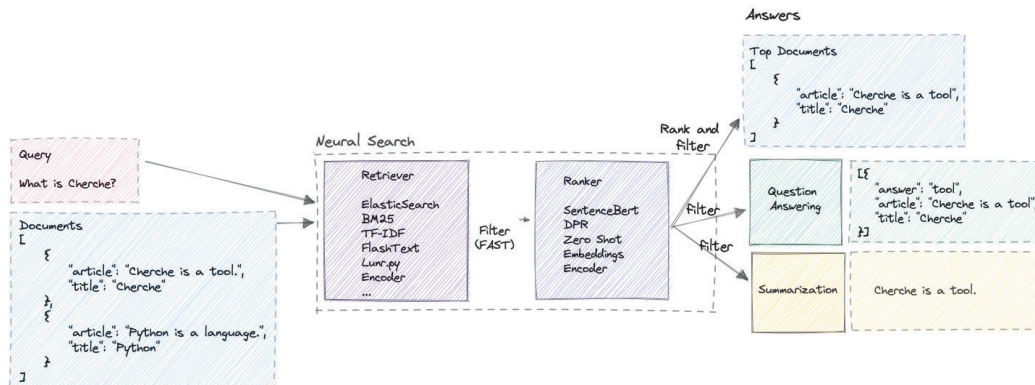 Query
What is Cherche?
Documents
[
{
"article": "Cherche is a tool.",
"title": "Cherche"
},
{
"article": "Python is a language.",
"title": "Python"
}
]
Neural Search
Retriever
ElasticSearch
BM25
TF-IDF
FlashText
Lunr.py
Encoder
...
Filter
(FAST)
Ranker
SentenceBert
DPR
Zero Shot
Embeddings
Encoder
Rank and
filter
filter
filter
Answers
Top Documents
[
{
"article": "Cherche is a tool",
"title": "Cherche"
}
]
Question
Answering
[{
"answer": "tool",
"article": "Cherche is a tool"
"title": "Cherche"
}]
Summarization
Cherche is a tool.